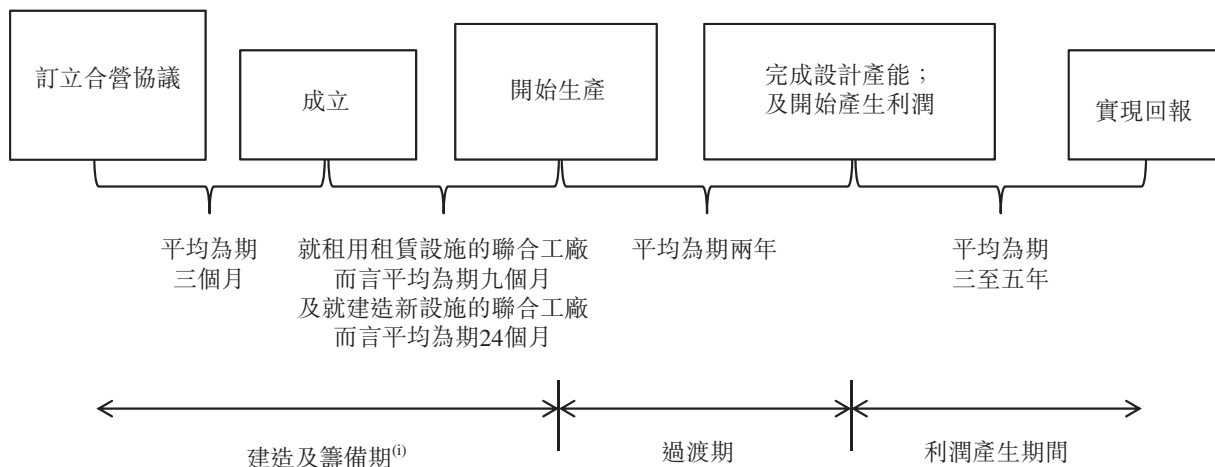 訂立合營協議
成立
開始生產
完成設計產能；
及開始產生利潤
實現回報
平均為期
三個月
就租用租賃設施的聯合工廠
而言平均為期九個月
及就建造新設施的聯合工廠
而言平均為期24個月
平均為期兩年
平均為期
三至五年
建造及籌備期(i)
過渡期
利潤產生期間